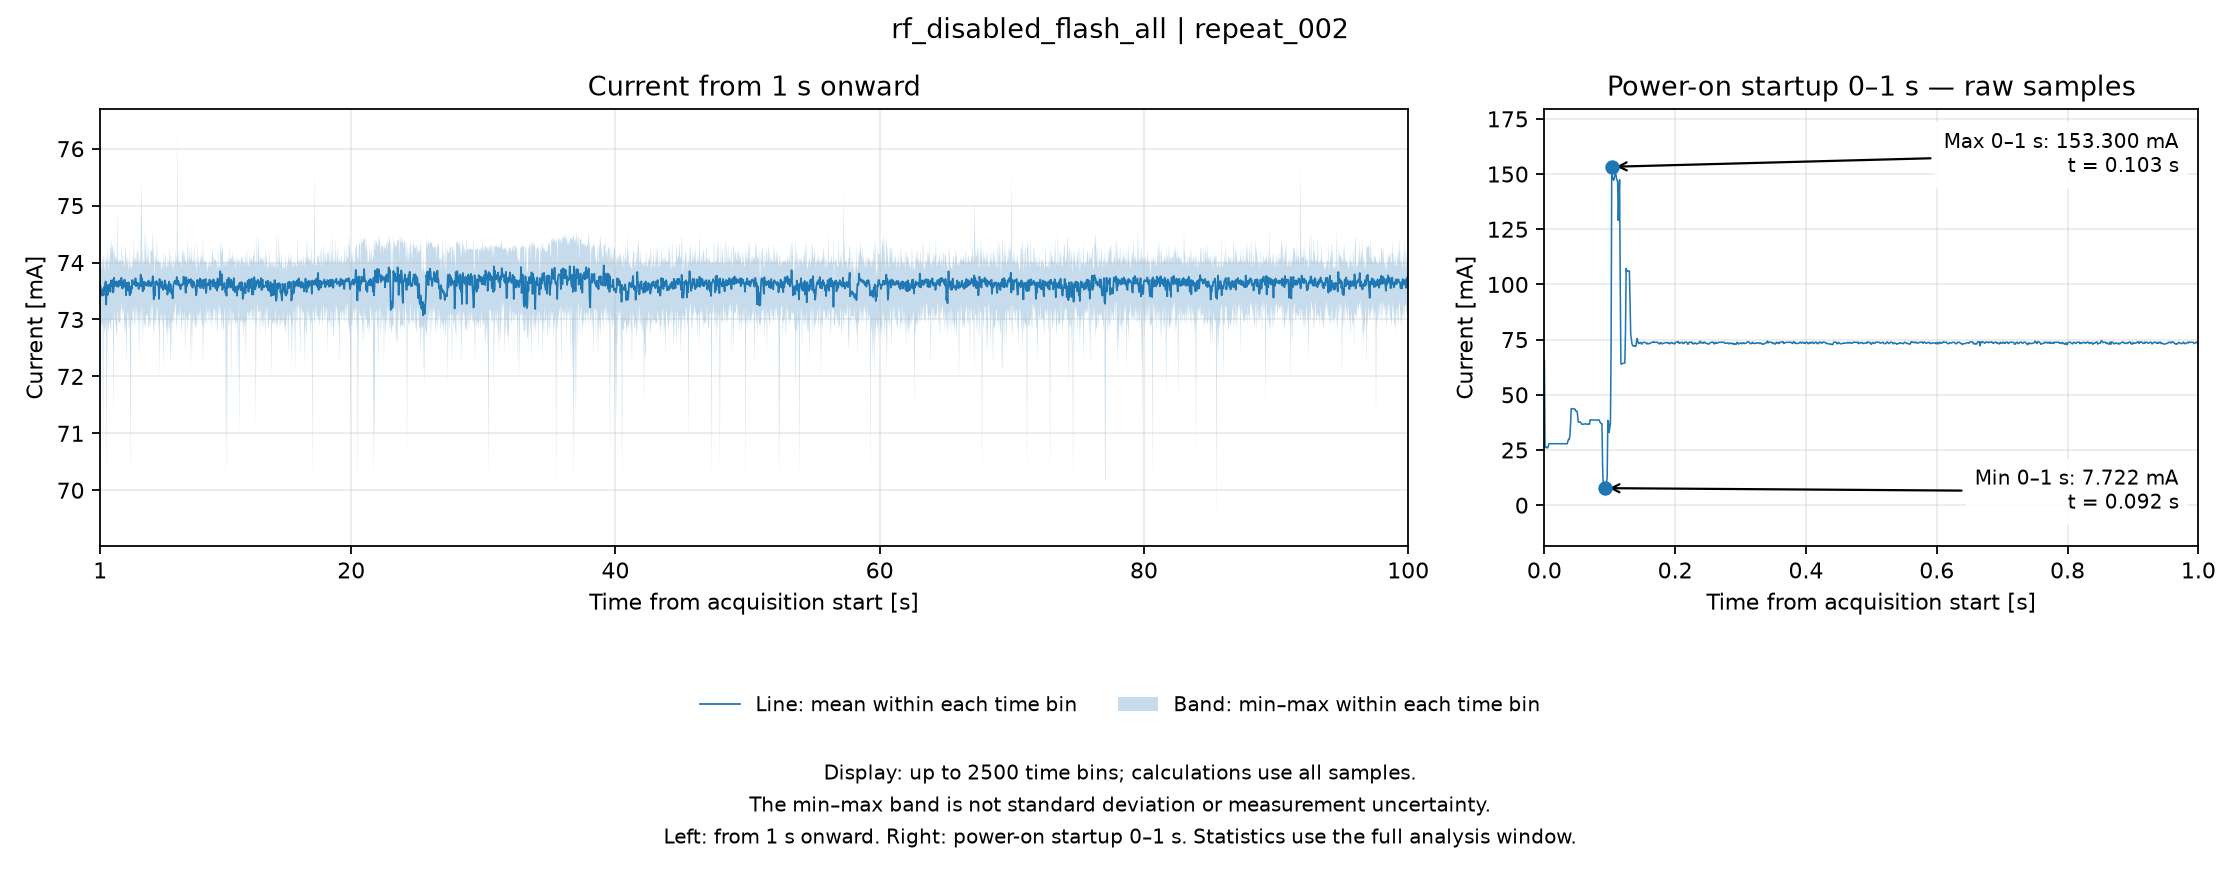 rf_disabled_flash_all | repeat_002
Current from 1 s onward
Current [mA]
76
75
74
73
72
71
70
1
20
40
60
80
100
Time from acquisition start [s]
Power-on startup 0–1 s — raw samples
Current [mA]
175
150
125
100
75
50
25
0
Max 0–1 s: 153.300 mA
t = 0.103 s
Min 0–1 s: 7.722 mA
t = 0.092 s
0.0
0.2
0.4
0.6
0.8
1.0
Time from acquisition start [s]
Line: mean within each time bin
Band: min–max within each time bin
Display: up to 2500 time bins; calculations use all samples.
The min–max band is not standard deviation or measurement uncertainty.
Left: from 1 s onward. Right: power-on startup 0–1 s. Statistics use the full analysis window.